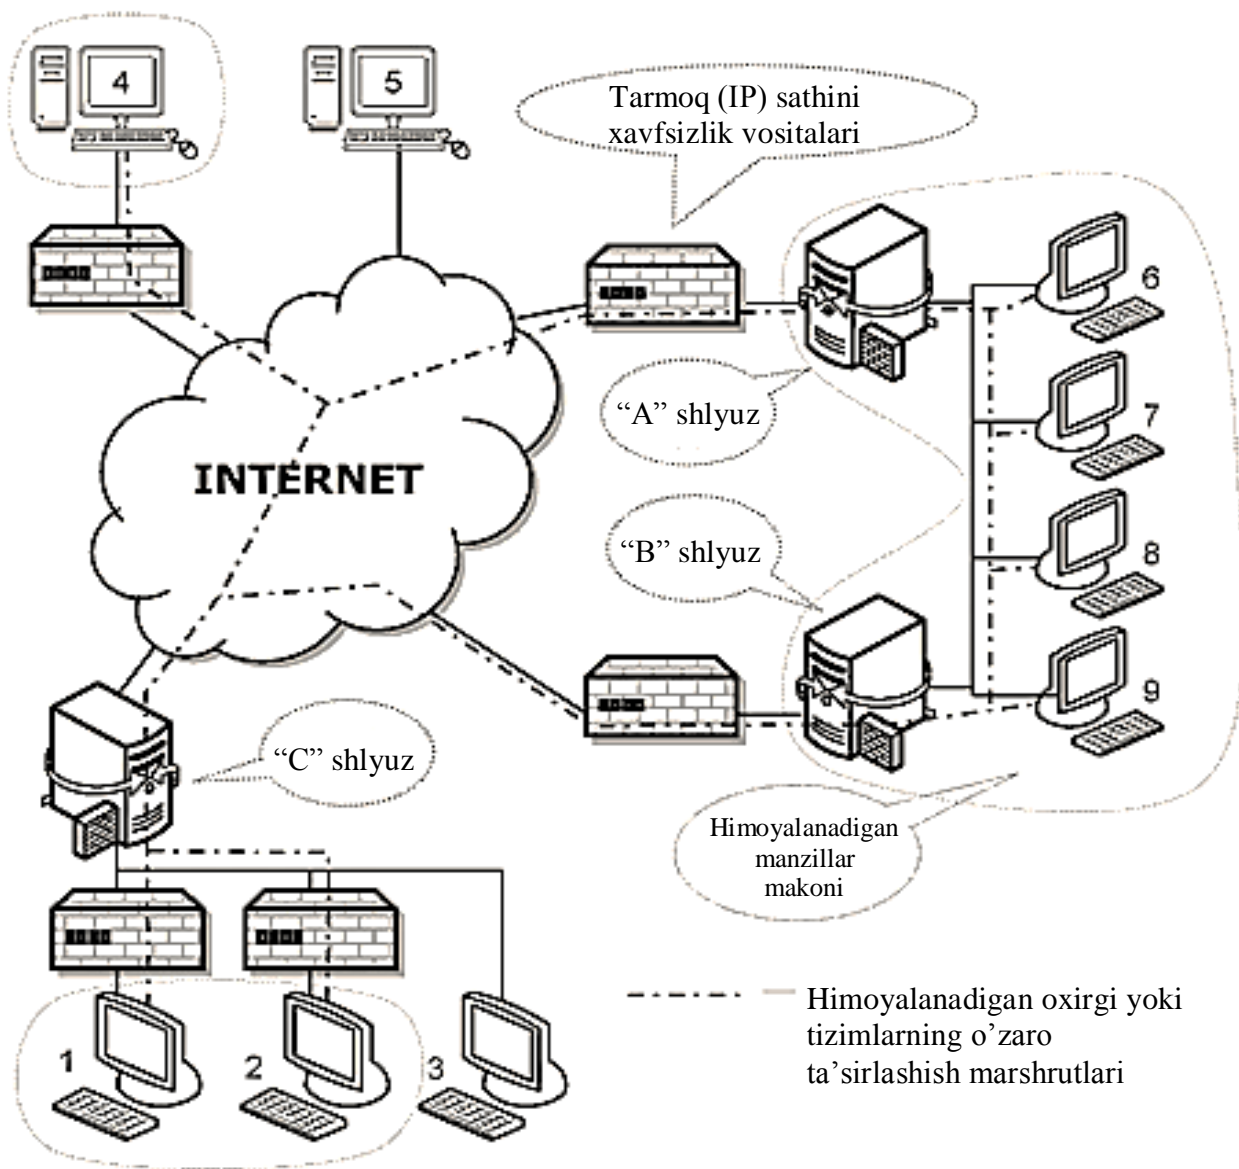 4
5
Tarmoq (IP) sathini
xavfsizlik vositalari
6
“A” shlyuz
7
INTERNET
“B” shlyuz
8
9
“C” shlyuz
Himoyalanadigan
manzillar
makoni
Himoyalanadigan oxirgi yoki
tizimlarning o’zaro
ta’sirlashish marshrutlari
1
2
3